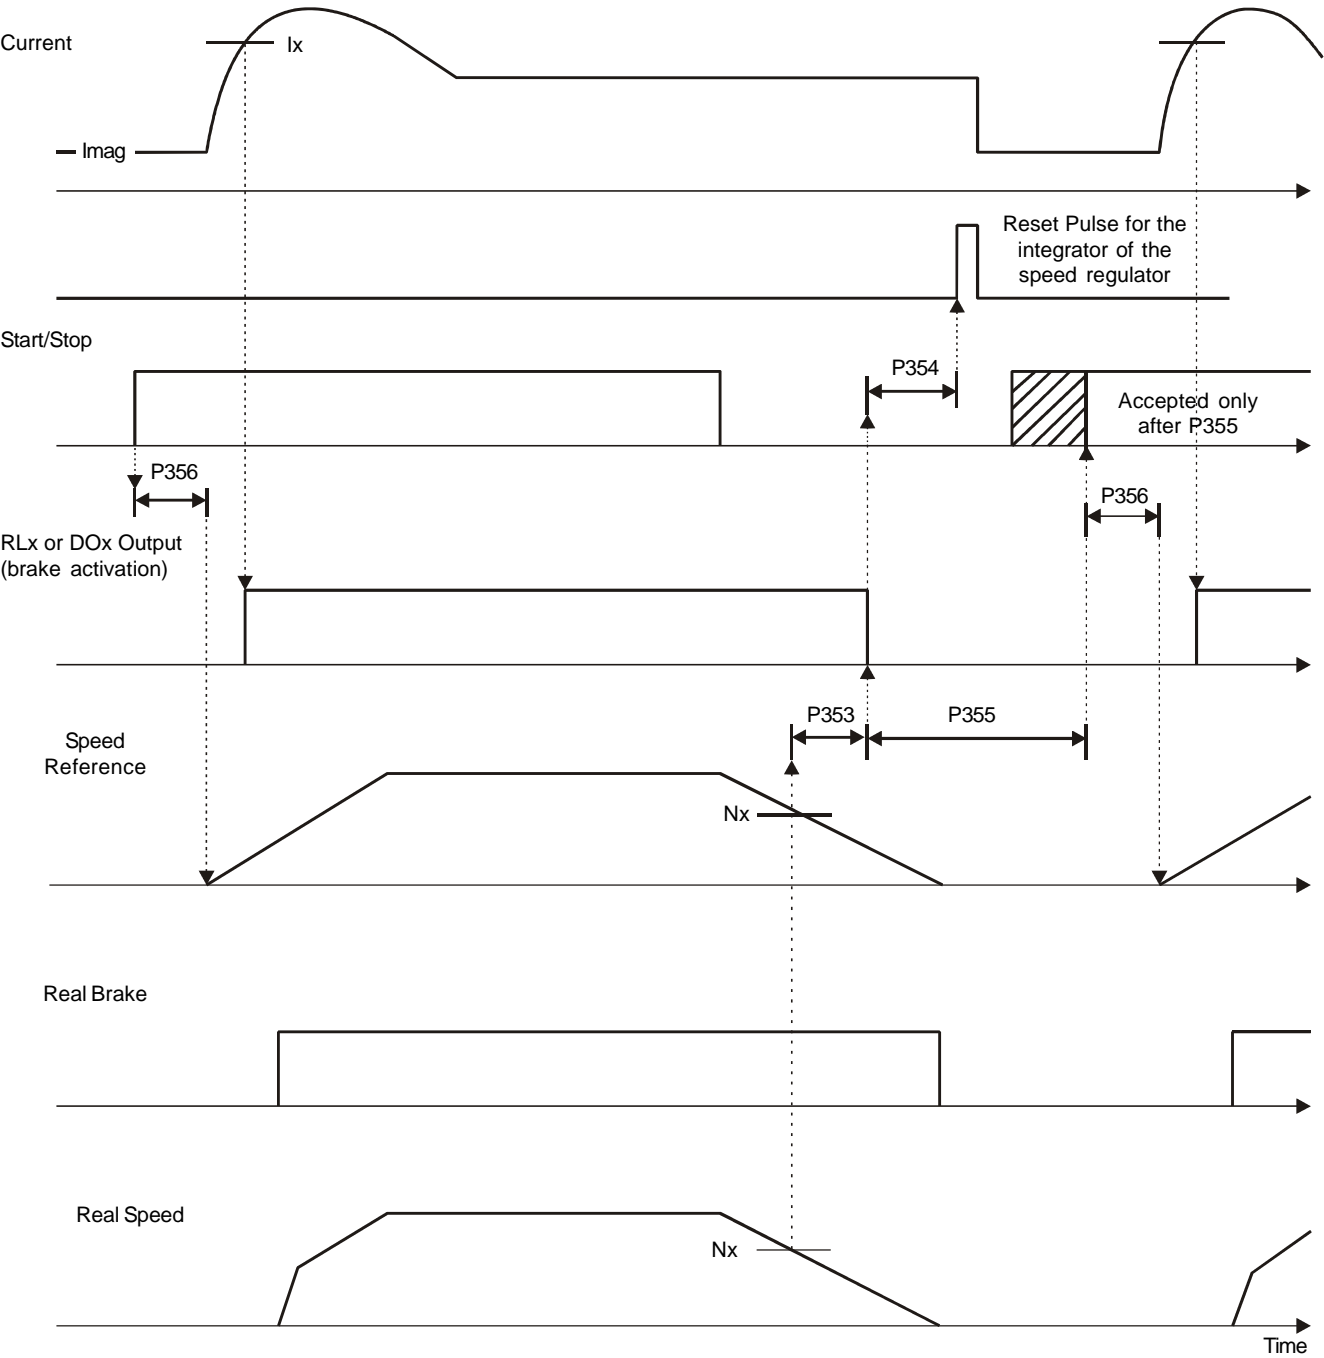 Current
Ix
Imag
Reset Pulse for the
integrator of the
speed regulator
Start/Stop
P354
Accepted only
after P355
P356
P356
RLx or DOx Output
(brake activation)
P353
P355
Speed
Reference
Nx
Real Brake
Real Speed
Nx
Time